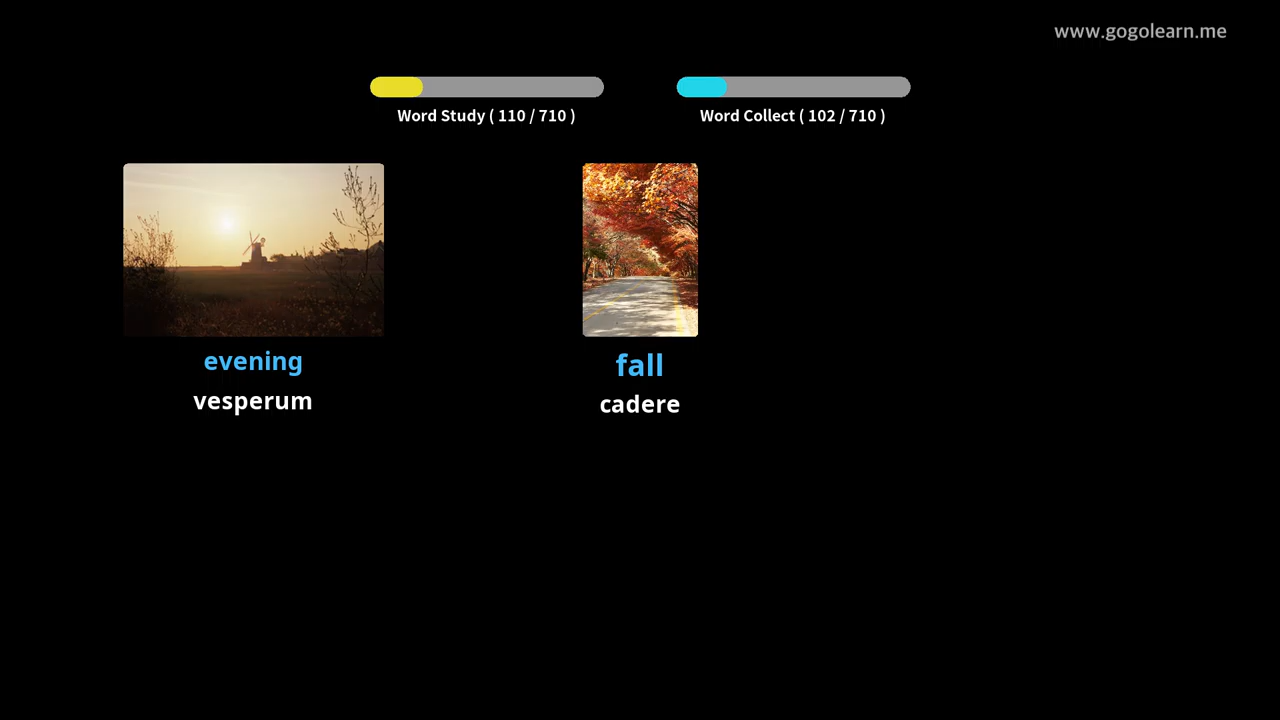 www.gogolearn.me
Word Study ( 110 / 710 )
Word Collect ( 102 / 710 )
evening
vesperum
fall
cadere